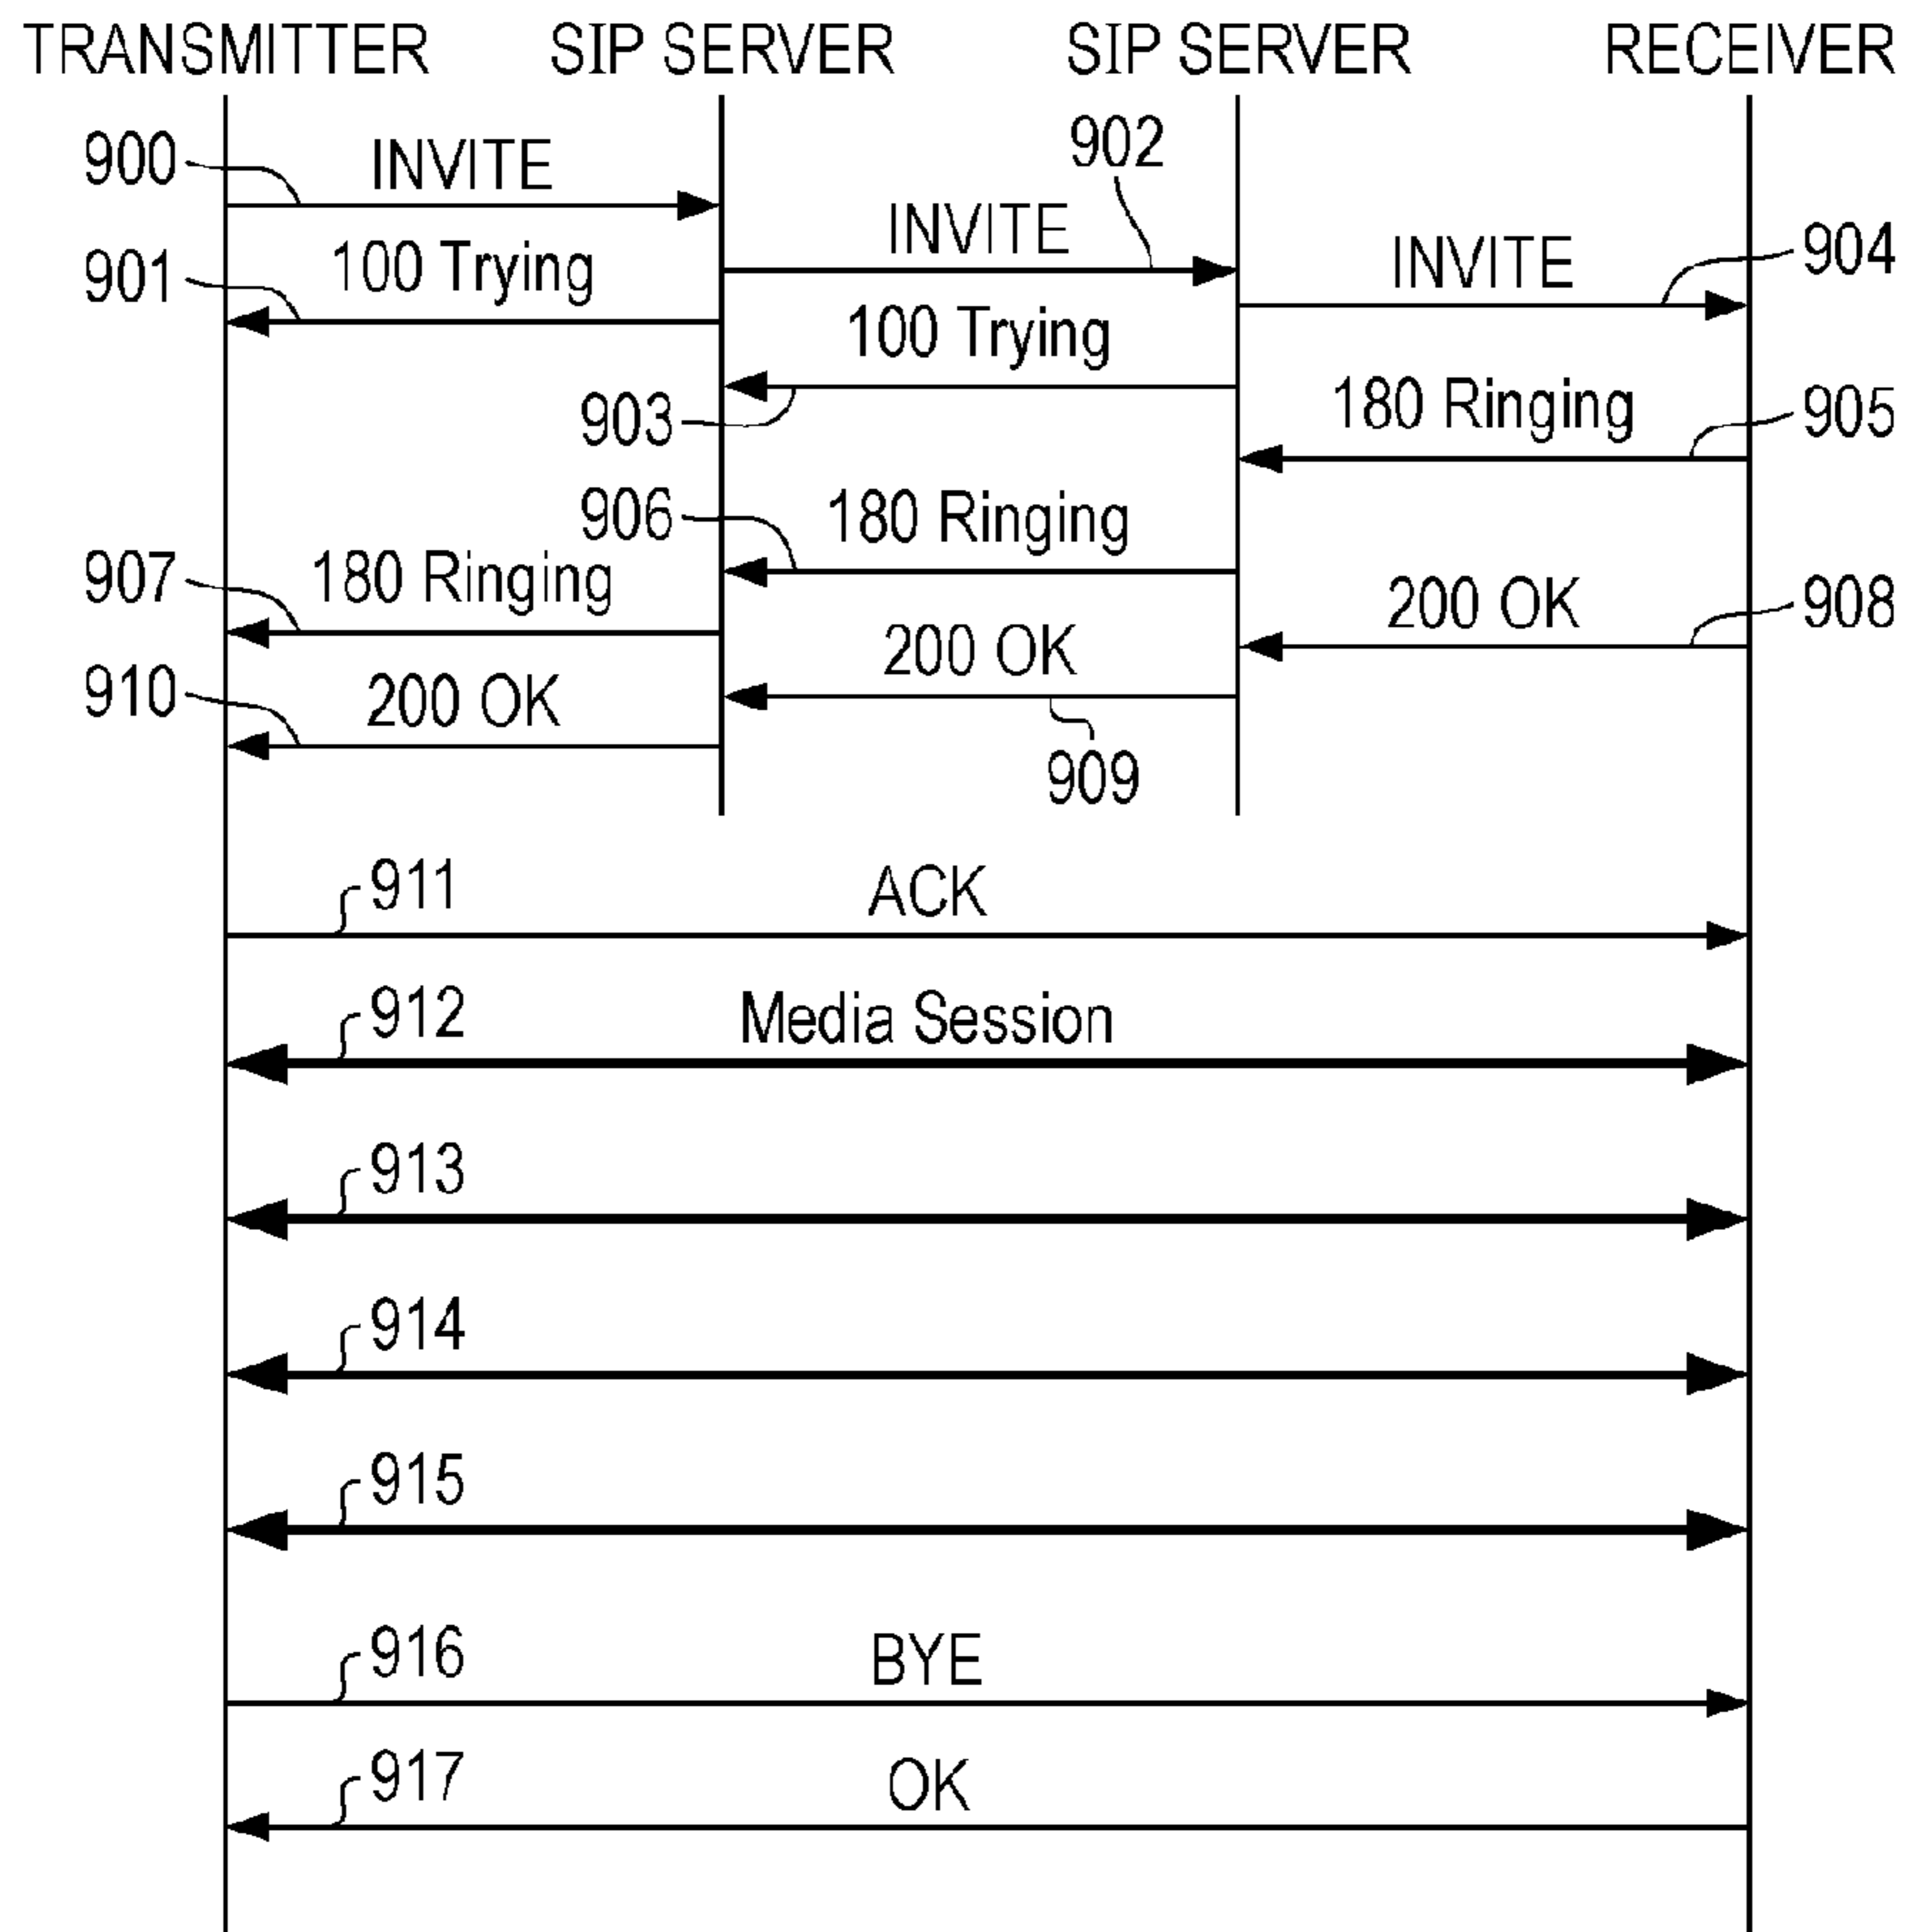 TRANSMITTER SIP SERVER SIP SERVER RECEIVER
900 INVITE 902
INVITE INVITE 904
901 100 Trying
100 Trying
903 180 Ringing 905
906 180 Ringing
907 180 Ringing 200 OK 908
200 OK
910 200 OK
909
911 ACK
912 Media Session
913
914
915
916 BYE
917 OK